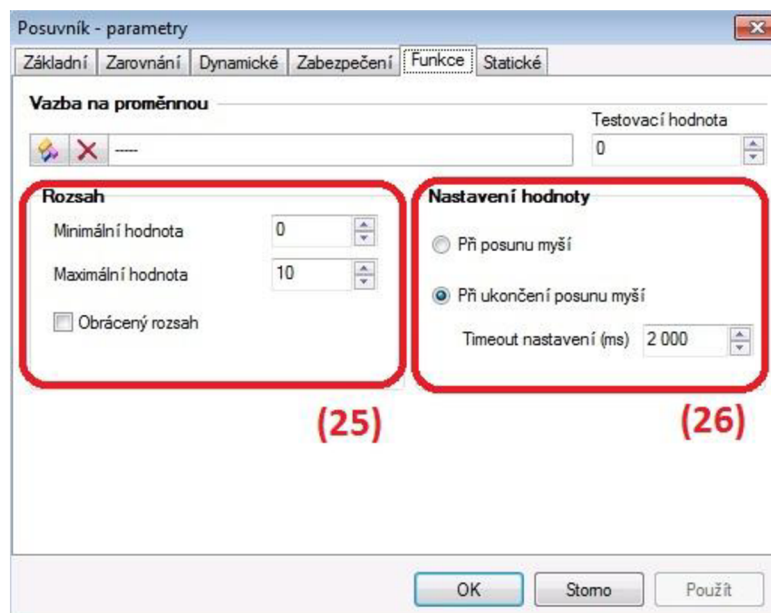 Posuvník - parametry
Základní Zarovnání Dynamické Zabezpečení Funkce Statické
Vazba na proměnnou
Testovací hodnota
----- 0
Rozsah
Minimální hodnota 0
Maximální hodnota 10
Obrácený rozsah
(25)
Nastavení hodnoty
Při posunu myší
Při ukončení posunu myší
Timeout nastavení (ms) 2 000
(26)
OK Storno Použít